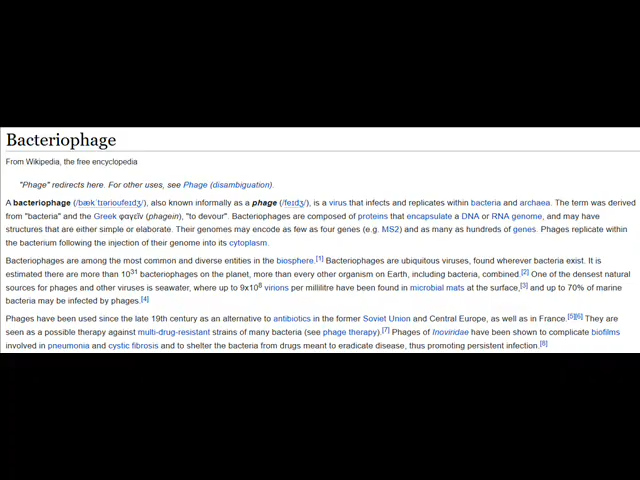 Bacteriophage
From Wikipedia, the free encyclopedia
"Phage" redirects here. For other uses, see Phage (disambiguation).
A bacteriophage (/bækˈtɪərioʊfeɪdʒ/), also known informally as a phage (/feɪdʒ/), is a virus that infects and replicates within bacteria and archaea. The term was derived
from "bacteria" and the Greek φαγεῖν (phagein), "to devour". Bacteriophages are composed of proteins that encapsulate a DNA or RNA genome, and may have
structures that are either simple or elaborate. Their genomes may encode as few as four genes (e.g. MS2) and as many as hundreds of genes. Phages replicate within
the bacterium following the injection of their genome into its cytoplasm.
Bacteriophages are among the most common and diverse entities in the biosphere.[1] Bacteriophages are ubiquitous viruses, found wherever bacteria exist. It is
estimated there are more than 10³¹ bacteriophages on the planet, more than every other organism on Earth, including bacteria, combined.[2] One of the densest natural
sources for phages and other viruses is seawater, where up to 9x10⁸ virions per millilitre have been found in microbial mats at the surface,[3] and up to 70% of marine
bacteria may be infected by phages.[4]
Phages have been used since the late 19th century as an alternative to antibiotics in the former Soviet Union and Central Europe, as well as in France.[5][6] They are
seen as a possible therapy against multi-drug-resistant strains of many bacteria (see phage therapy).[7] Phages of Inoviridae have been shown to complicate biofilms
involved in pneumonia and cystic fibrosis and to shelter the bacteria from drugs meant to eradicate disease, thus promoting persistent infection.[8]